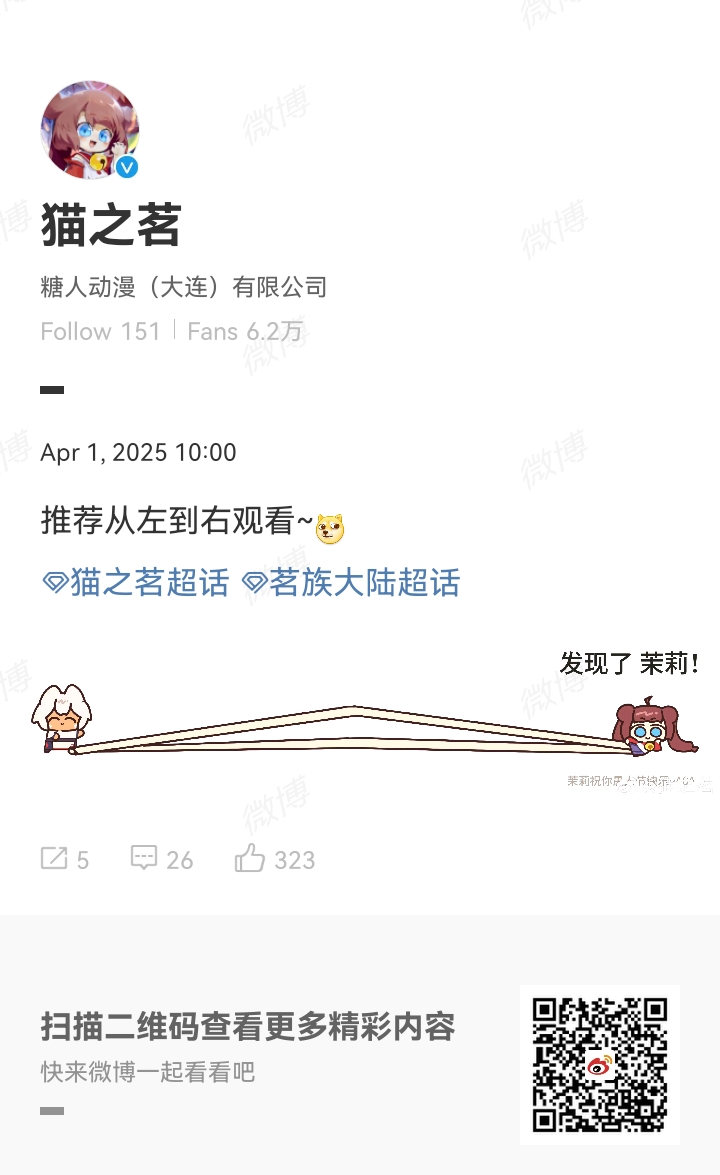 猫之茗
糖人动漫（大连）有限公司
Follow 151 | Fans 6.2万
Apr 1, 2025 10:00
推荐从左到右观看~
猫之茗超话 茗族大陆超话
发现了 茉莉!
茉莉祝你愚人节快乐~^6^
5 26 323
扫描二维码查看更多精彩内容
快来微博一起看看吧
微博